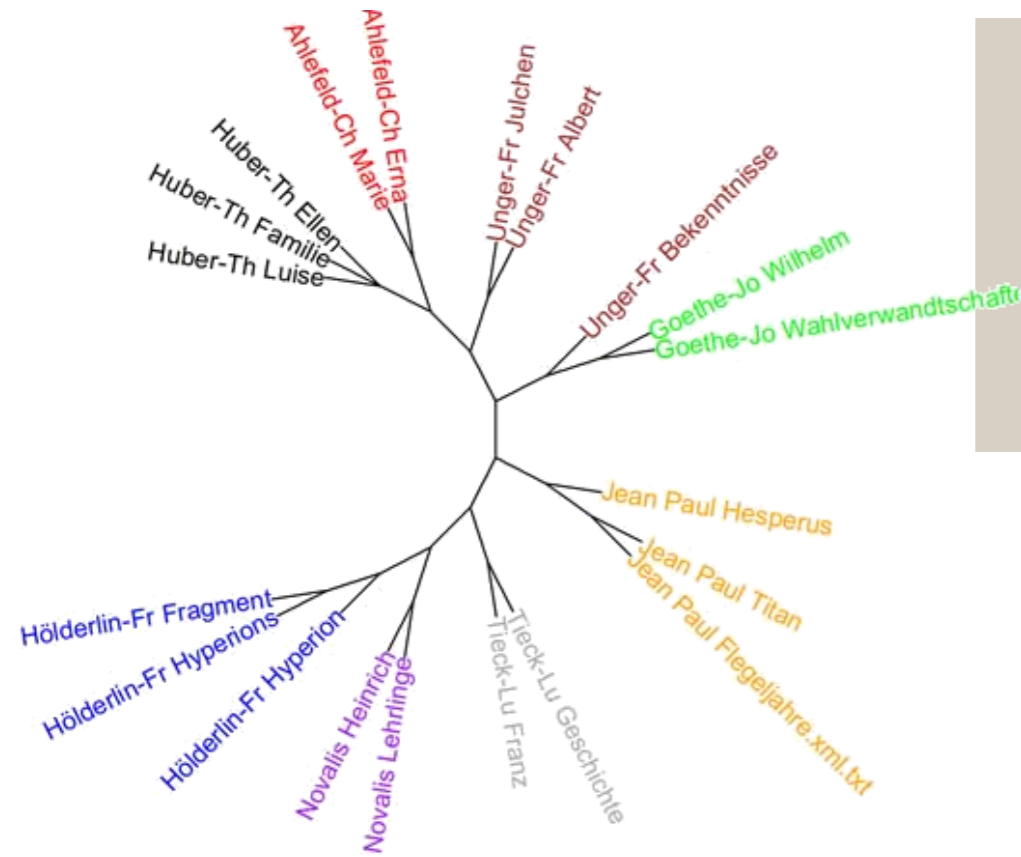 Ahlefeld-Ch Erna
Ahlefeld-Ch Marie
Huber-Th Ellen
Huber-Th Familie
Huber-Th Luise
Unger-Fr Julchen
Unger-Fr Albert
Unger-Fr Bekenntnisse
Goethe-Jo Wilhelm
Goethe-Jo Wahlverwandtschafte
Jean Paul Hesperus
Jean Paul Titan
Jean Paul Flegeljahre.xml.txt
Tieck-Lu Geschichte
Tieck-Lu Franz
Novalis Lehrlinge
Novalis Heinrich
Hölderlin-Fr Hyperion
Hölderlin-Fr Hyperions
Hölderlin-Fr Fragment